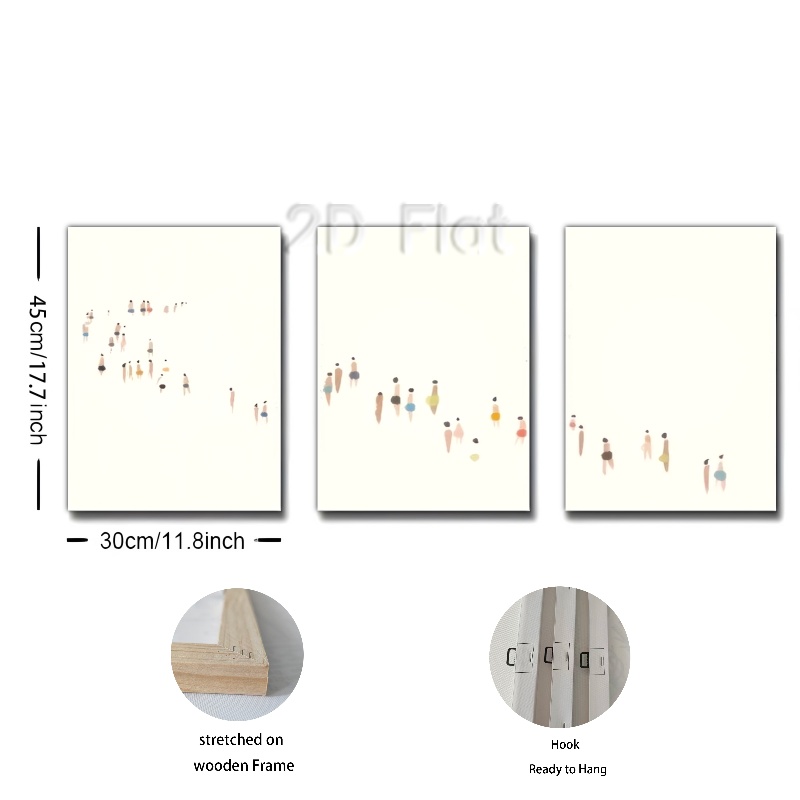 2D Flat
45cm/17.7inch
30cm/11.8inch
stretched on
wooden Frame
Hook
Ready to Hang